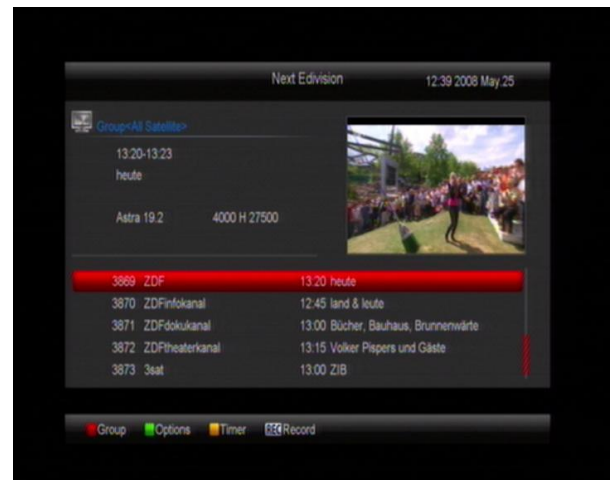 Next Edivision 12:39 2008 May.25
Group<All Satellite>
13:20-13:23
heute
Astra 19.2 4000 H 27500
3869 ZDF 13:20 heute
3870 ZDFinfokanal 12:45 land & leute
3871 ZDFdokukanal 13:00 Bücher, Bauhaus, Brunnenwärte
3872 ZDFtheaterkanal 13:15 Volker Pispers und Gäste
3873 3sat 13:00 ZIB
Group Options Timer REC Record